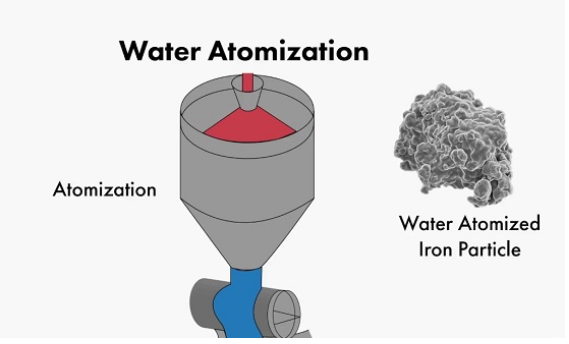 Water Atomization
Atomization
Water Atomized
Iron Particle